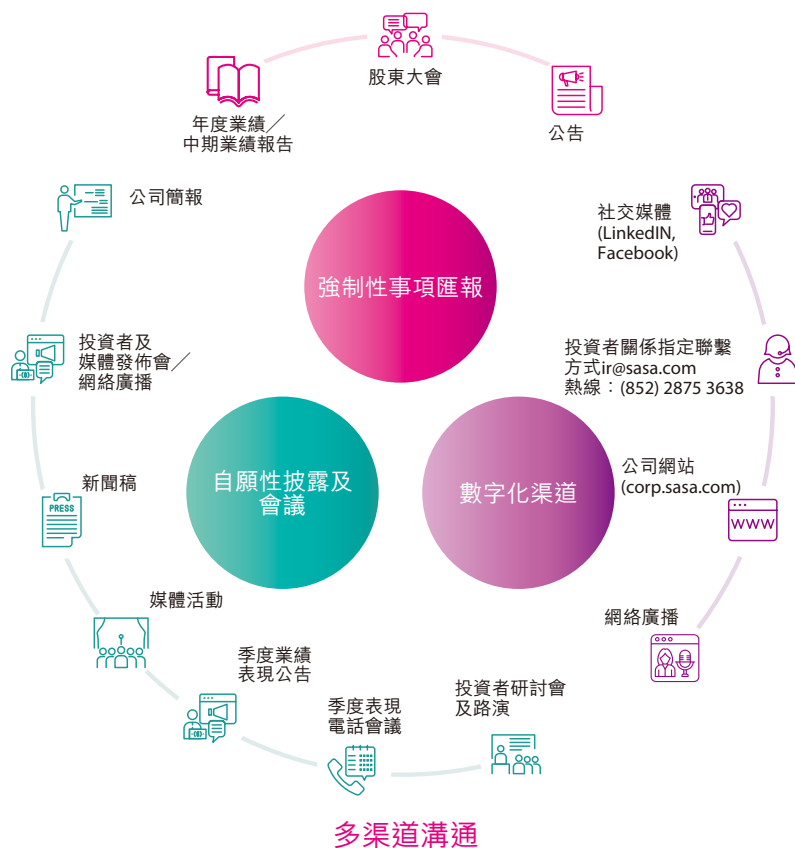 股東大會
年度業績／
中期業績報告
公告
公司簡報
社交媒體
(LinkedIN,
Facebook)
強制性事項匯報
投資者及
媒體發佈會／
網絡廣播
投資者關係指定聯繫
方式ir@sasa.com
熱線：(852) 2875 3638
自願性披露及
會議
數字化渠道
公司網站
(corp.sasa.com)
WWW
新聞稿
PRESS
媒體活動
網絡廣播
季度業績
表現公告
季度表現
電話會議
投資者研討會
及路演
多渠道溝通